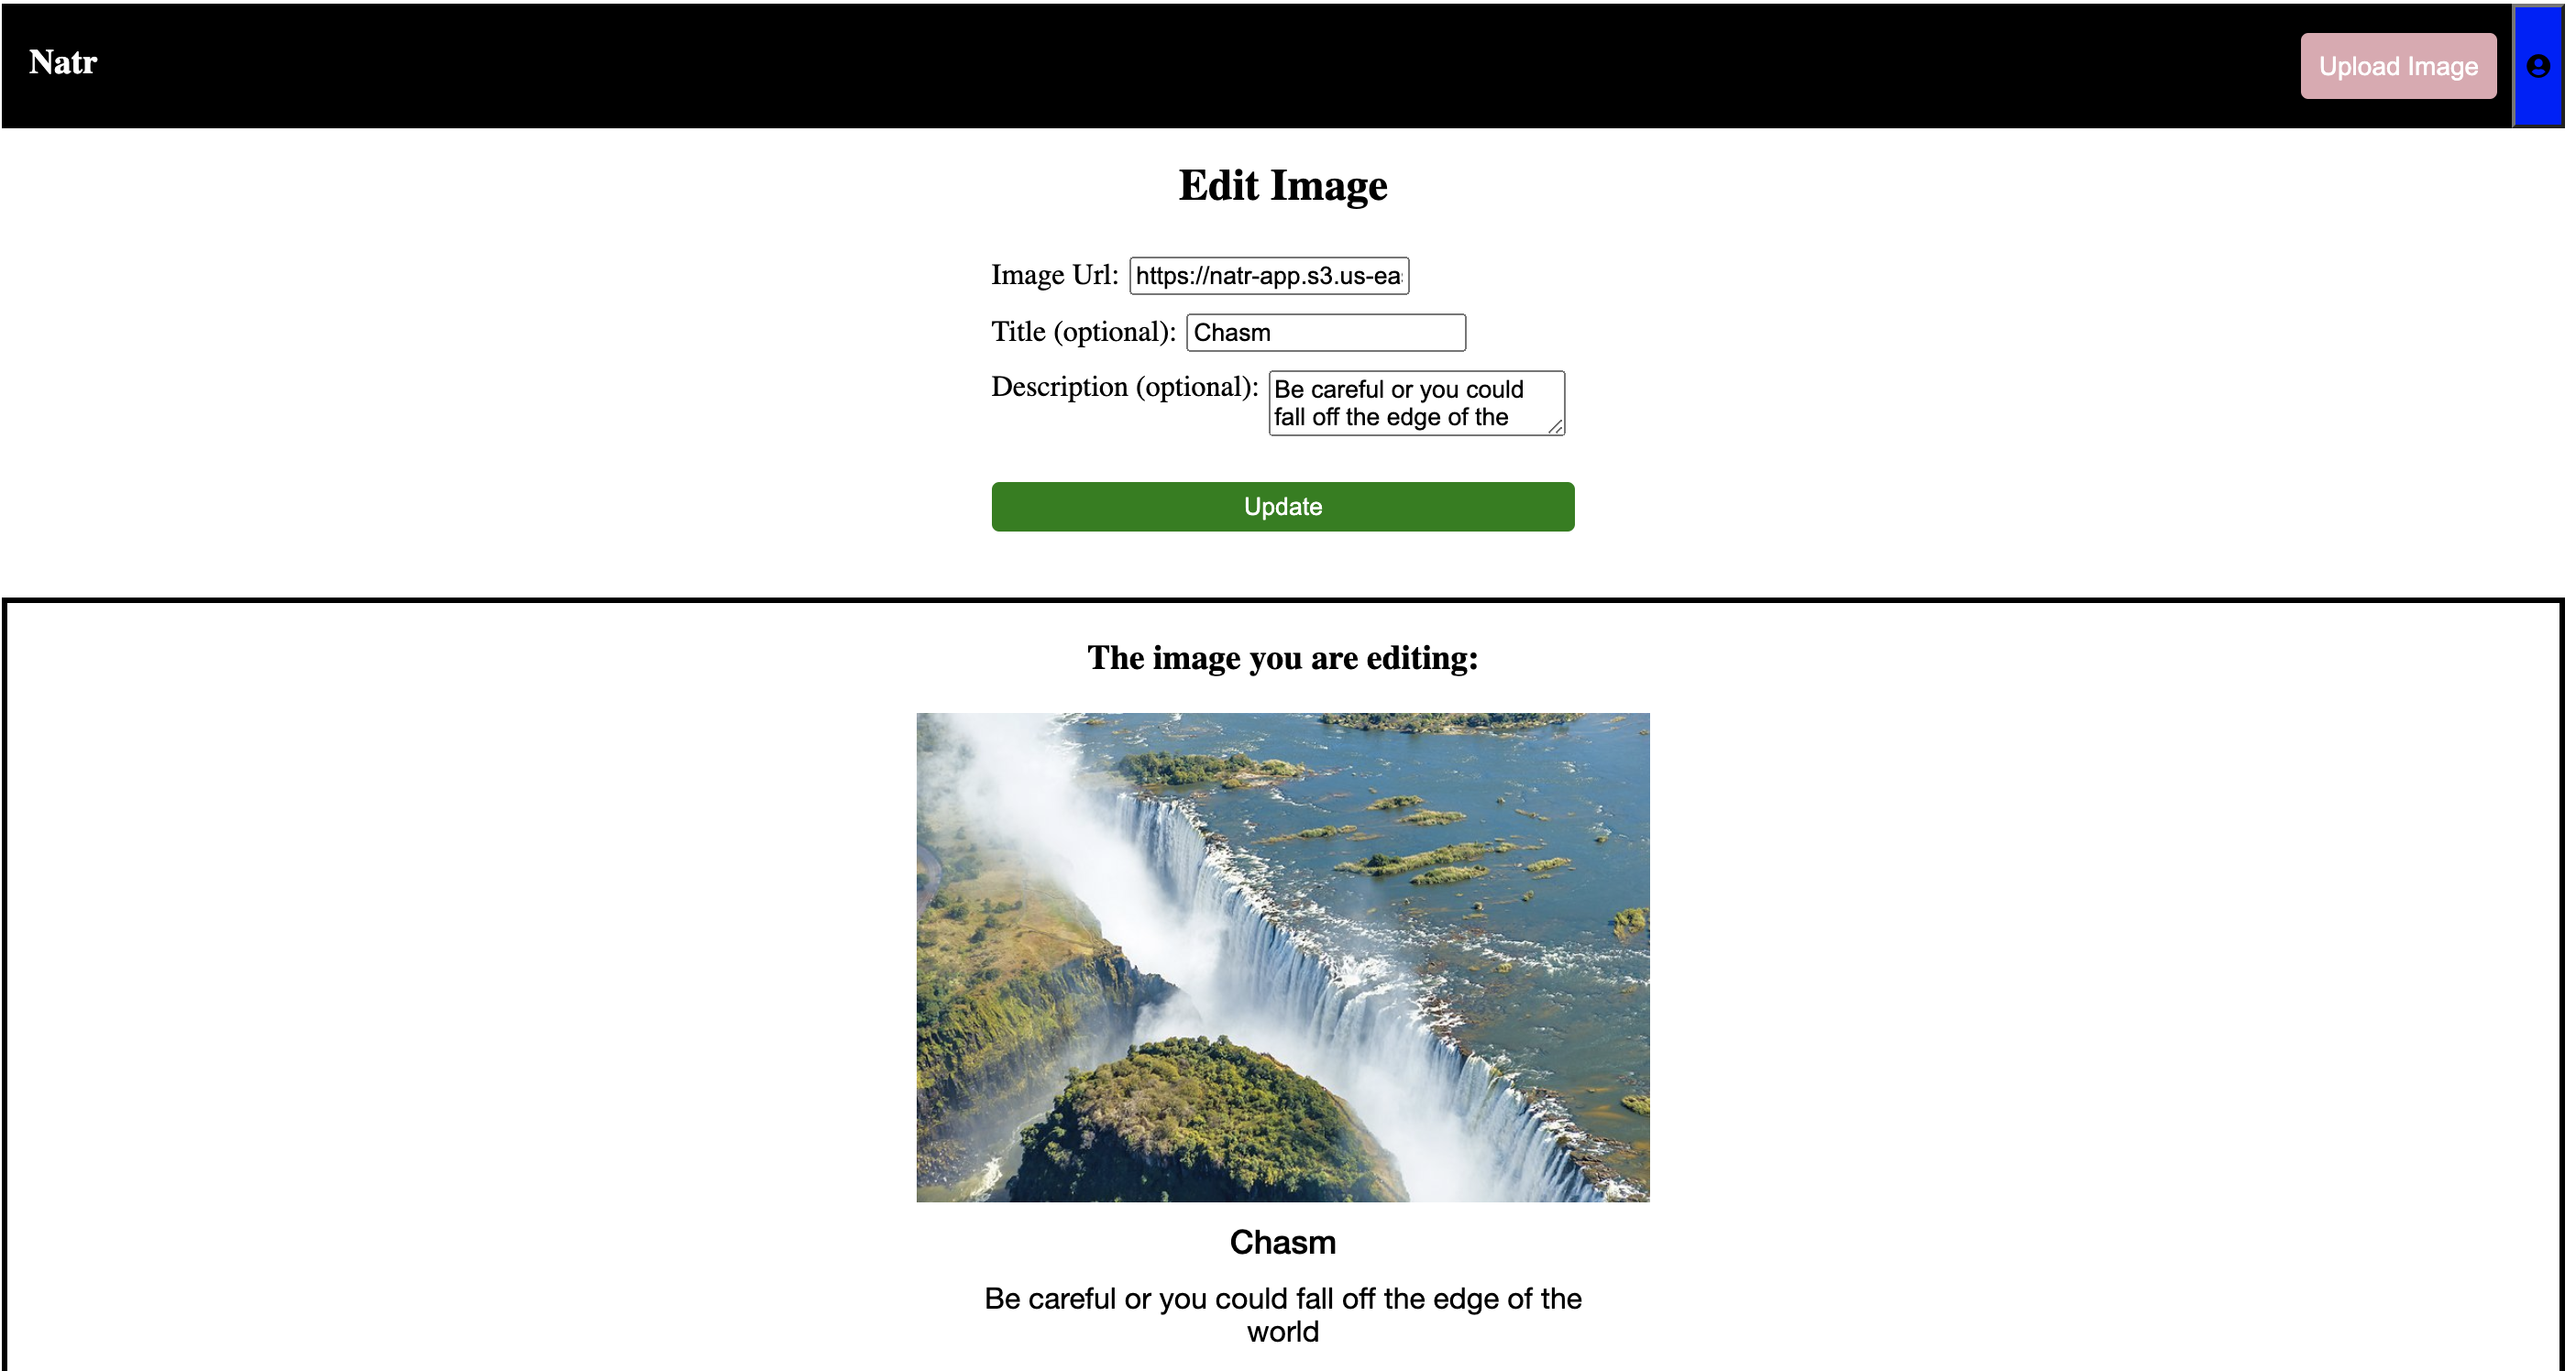 Natr
Upload Image
Edit Image
Image Url: https://natr-app.s3.us-ea
Title (optional): Chasm
Description (optional): Be careful or you could
fall off the edge of the
Update
The image you are editing:
Chasm
Be careful or you could fall off the edge of the
world